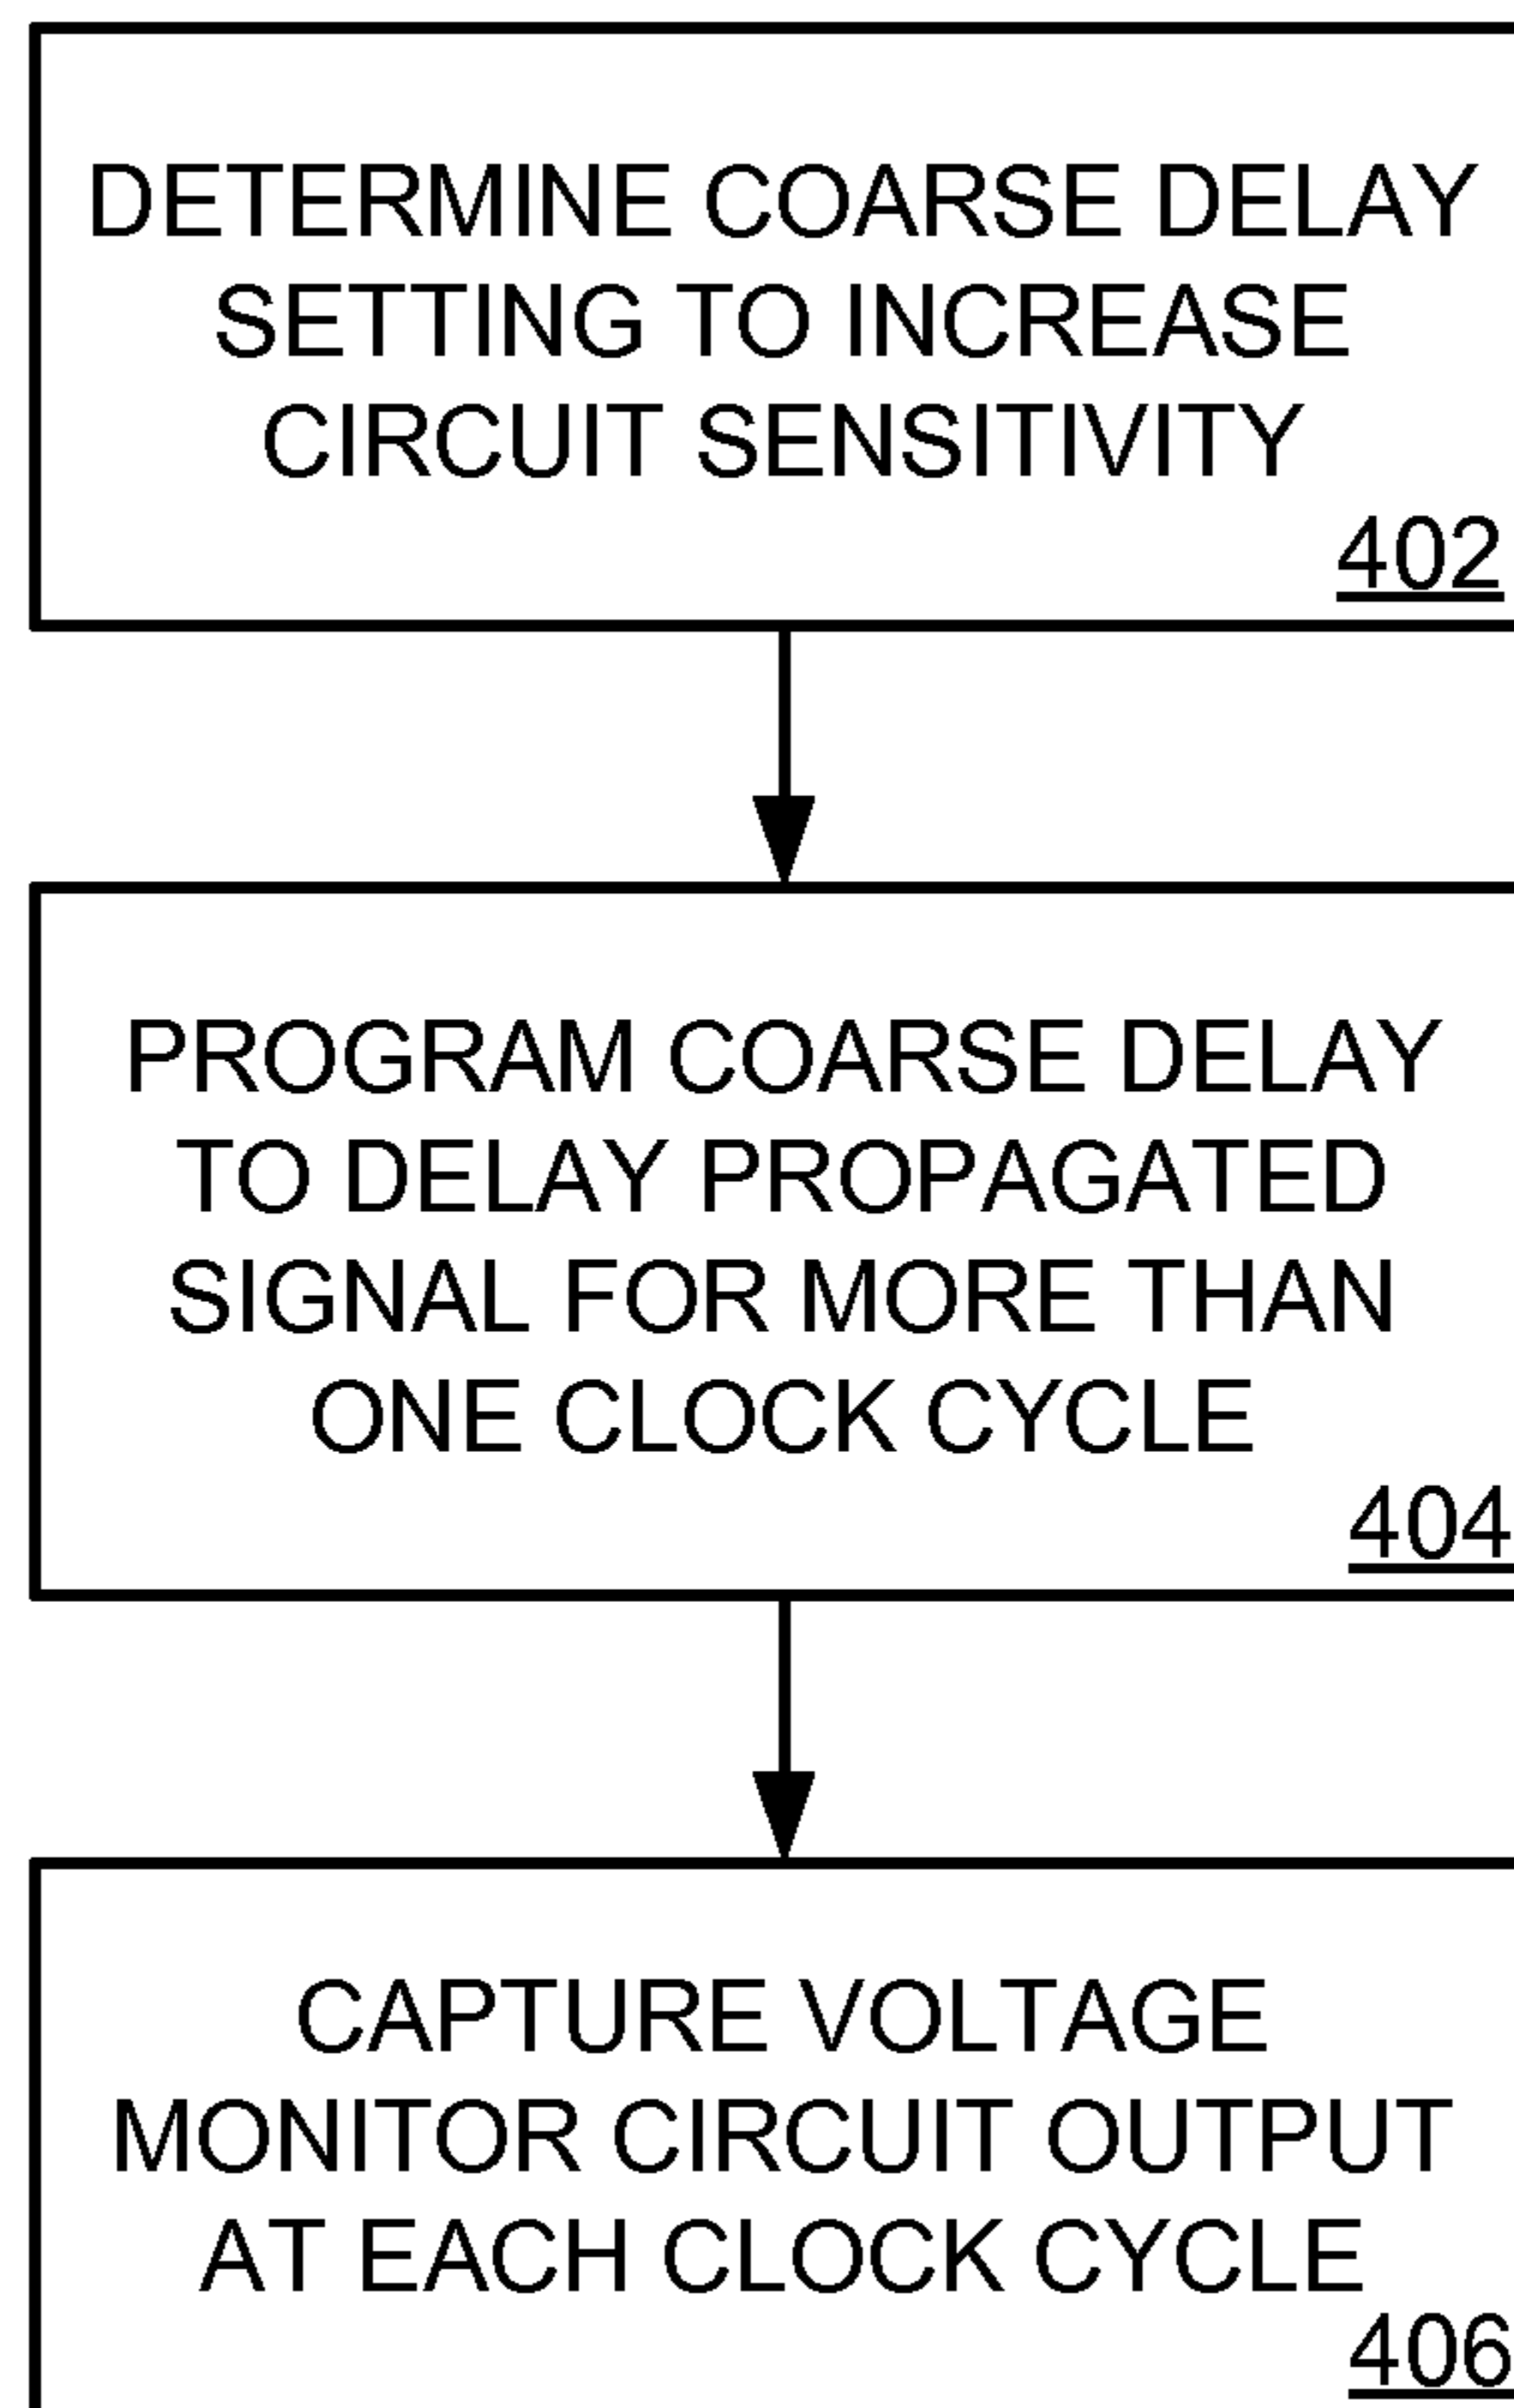 DETERMINE COARSE DELAY
SETTING TO INCREASE
CIRCUIT SENSITIVITY
402
PROGRAM COARSE DELAY
TO DELAY PROPAGATED
SIGNAL FOR MORE THAN
ONE CLOCK CYCLE
404
CAPTURE VOLTAGE
MONITOR CIRCUIT OUTPUT
AT EACH CLOCK CYCLE
406